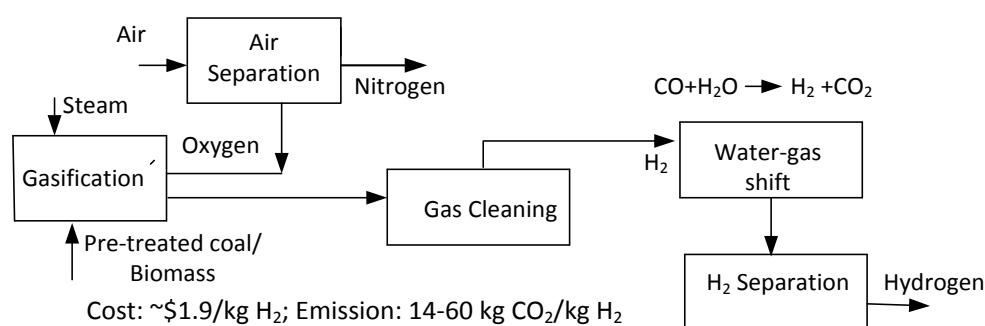 Air
Air
Separation
Nitrogen
CO+H₂O → H₂ +CO₂
Steam
Oxygen
Gasification
H₂
Water-gas
shift
Gas Cleaning
Pre-treated coal/
Biomass
H₂ Separation
Hydrogen
Cost: ~$1.9/kg H₂; Emission: 14-60 kg CO₂/kg H₂